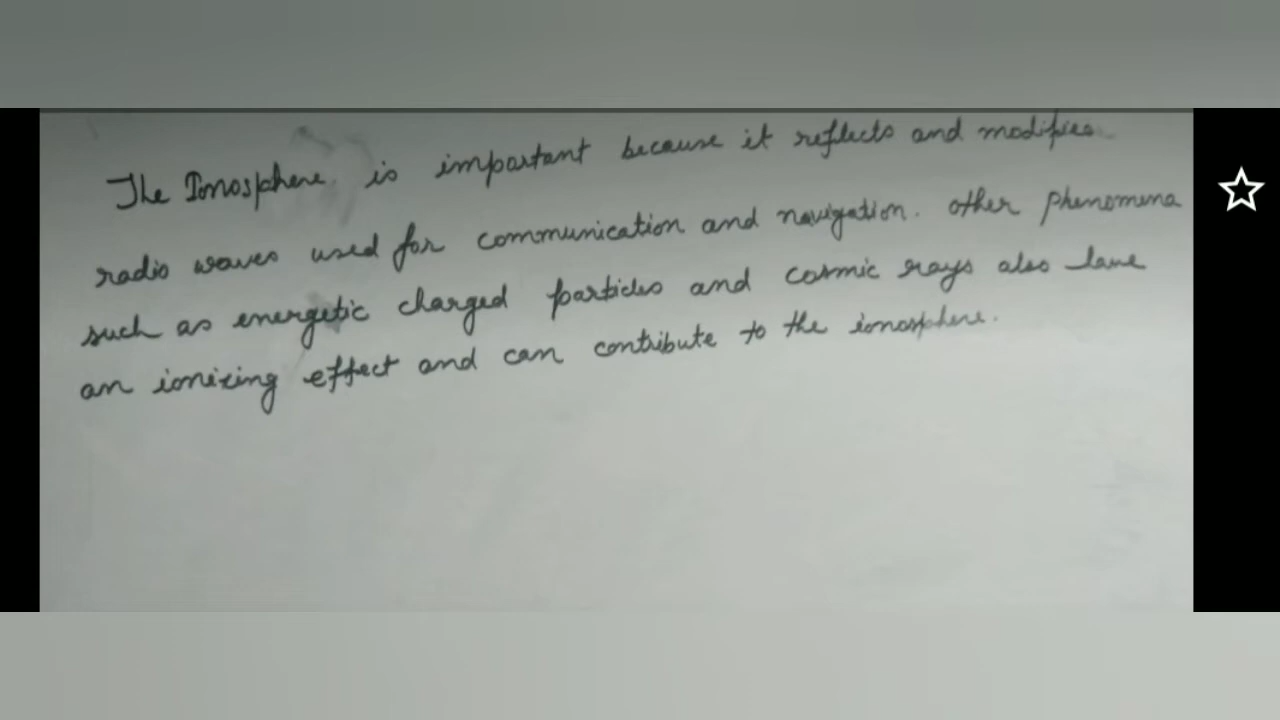 The Ionosphere is important because it reflects and modifies
radio waves used for communication and navigation. other phenomena
such as energetic charged particles and cosmic rays also have
an ionizing effect and can contribute to the ionosphere.